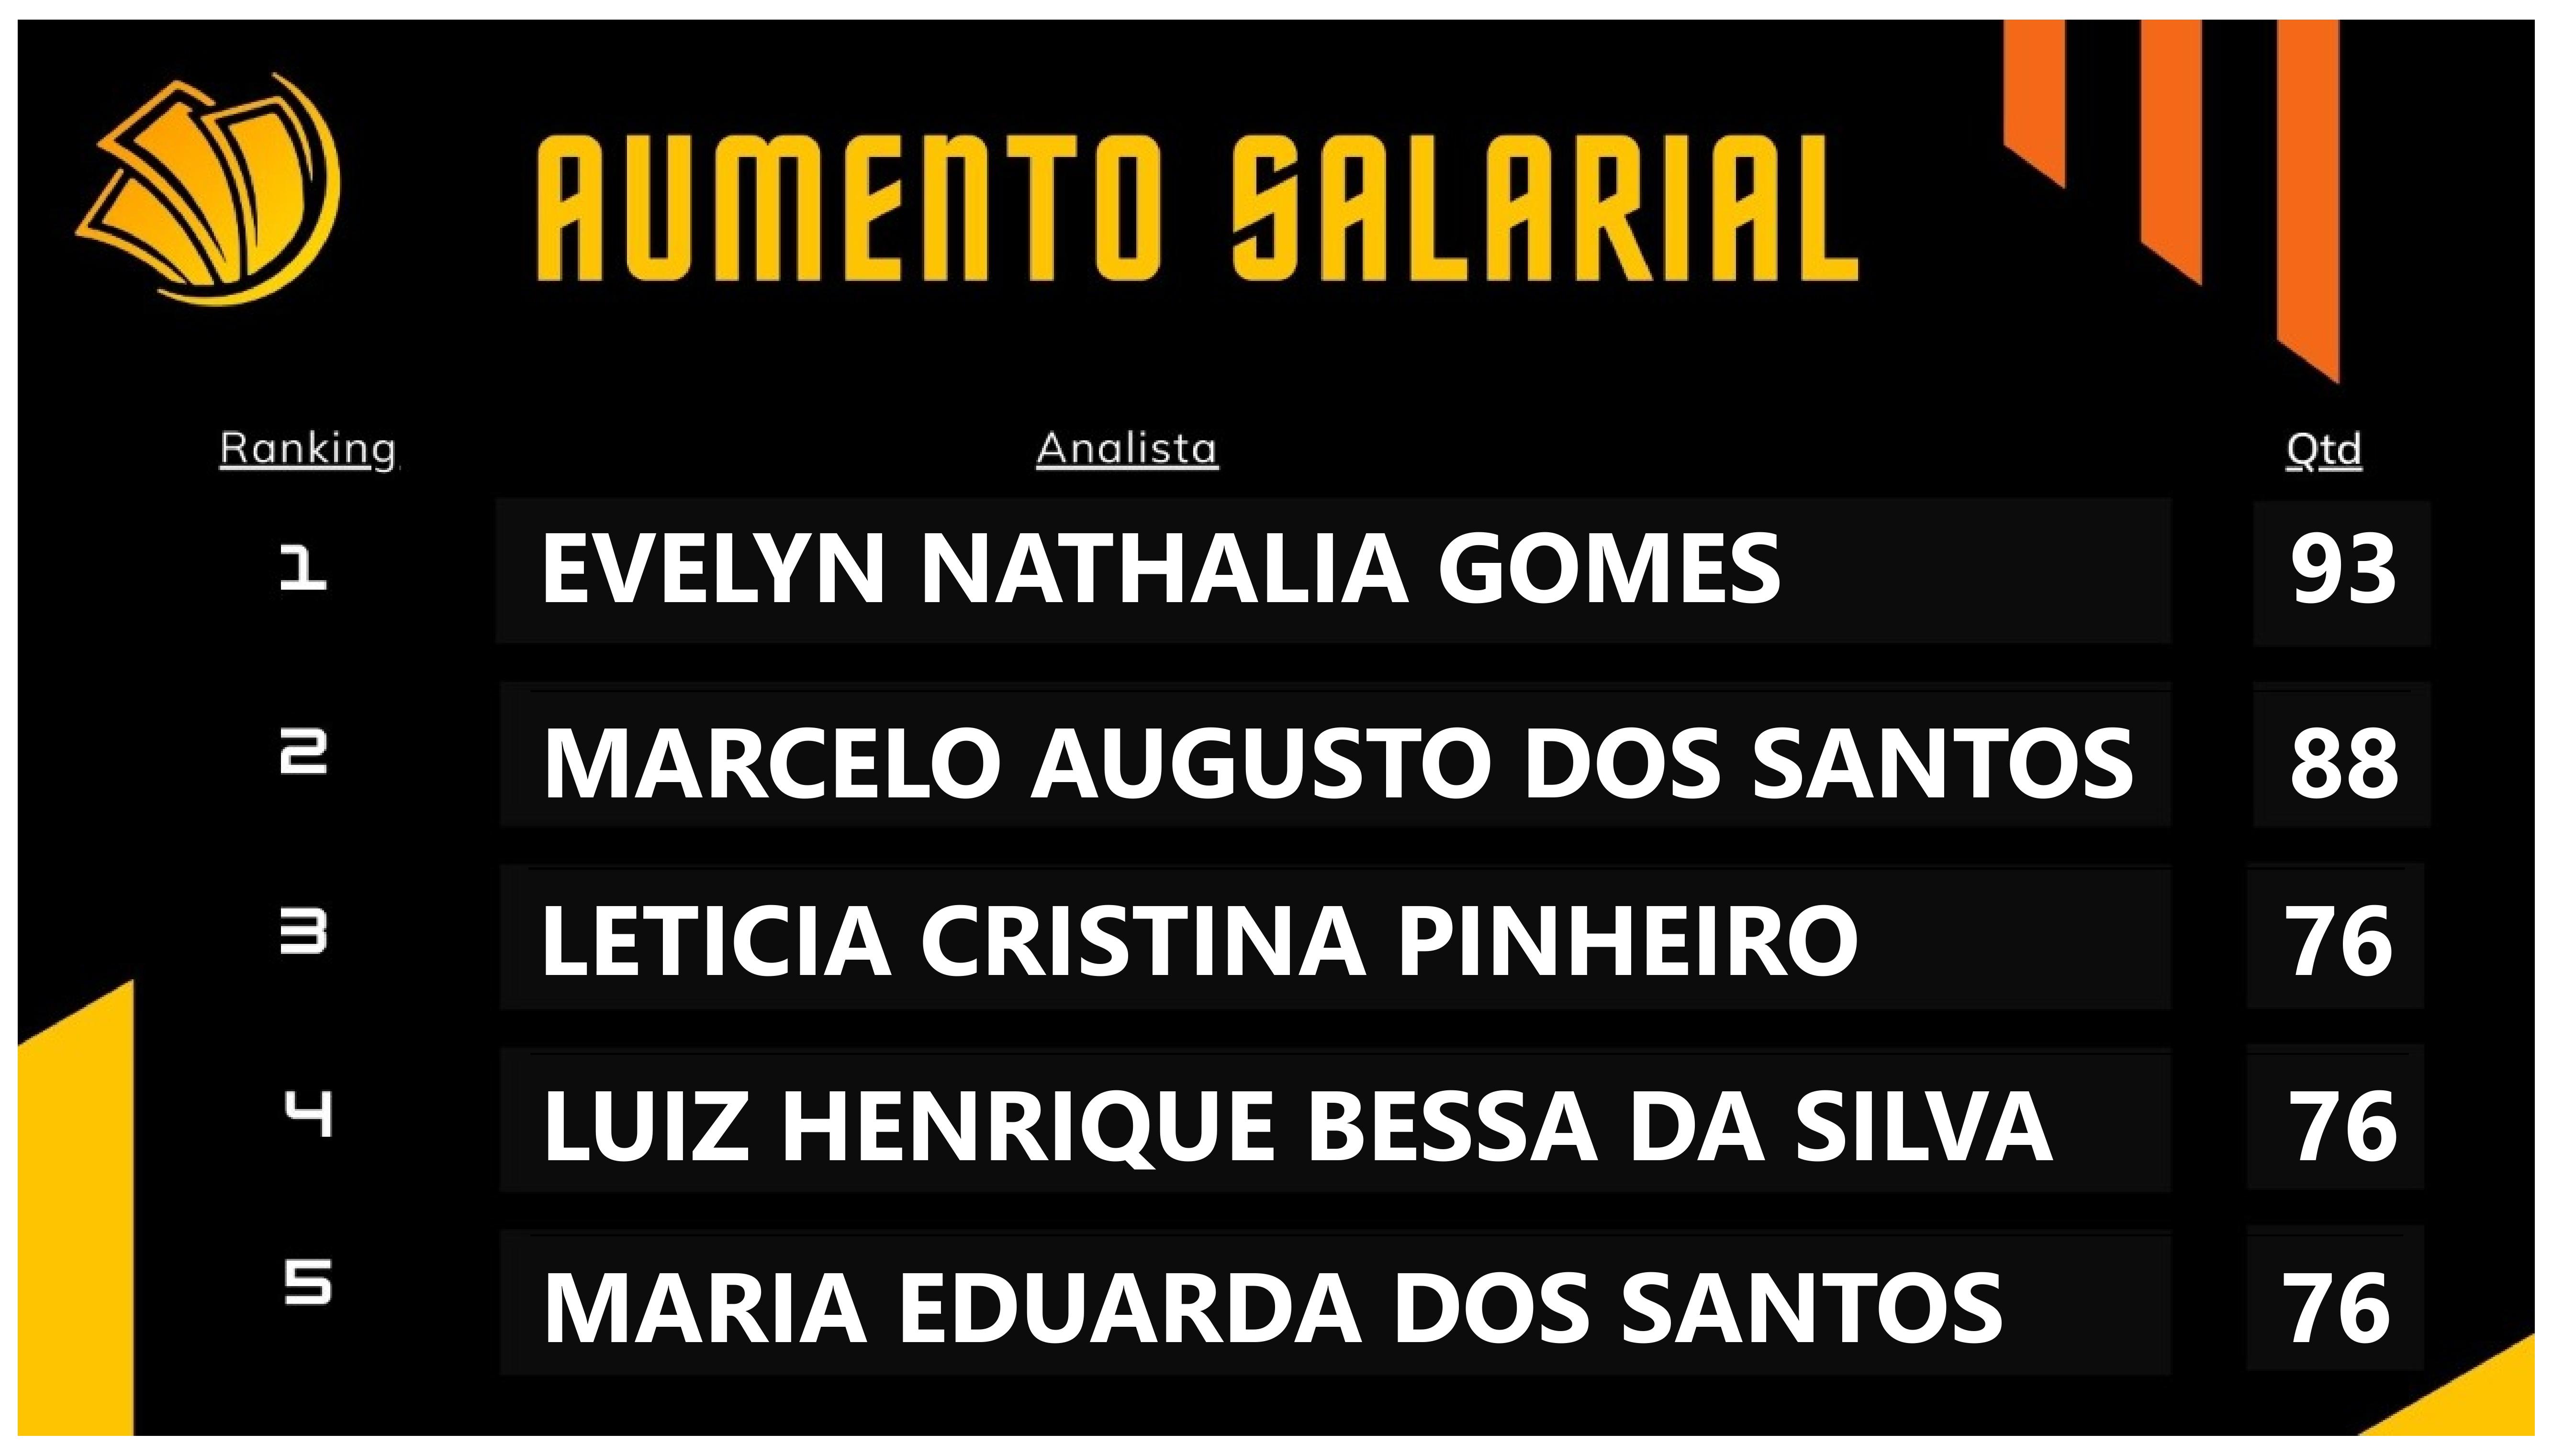 AUMENTO SALARIAL
Ranking Analista Qtd
1 EVELYN NATHALIA GOMES 93
2 MARCELO AUGUSTO DOS SANTOS 88
3 LETICIA CRISTINA PINHEIRO 76
4 LUIZ HENRIQUE BESSA DA SILVA 76
5 MARIA EDUARDA DOS SANTOS 76